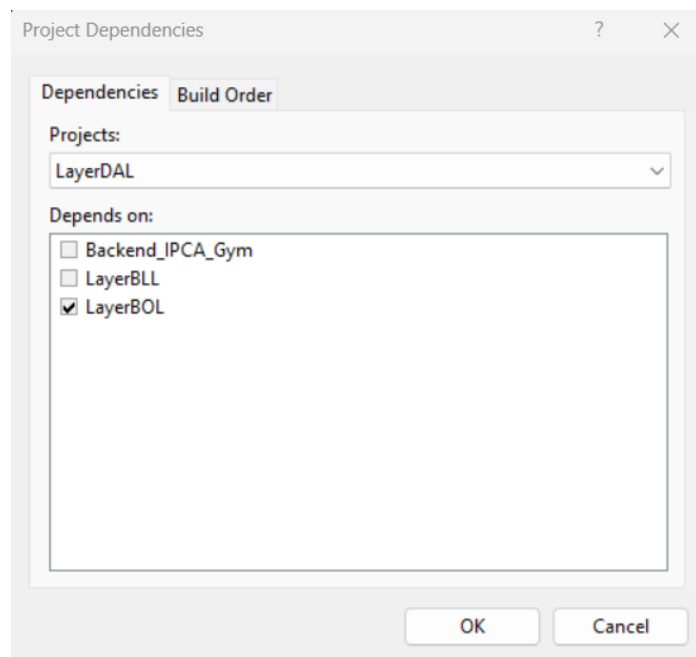 Project Dependencies ?
Dependencies Build Order
Projects:
LayerDAL
Depends on:
Backend_IPCA_Gym
LayerBLL
LayerBOL
OK Cancel